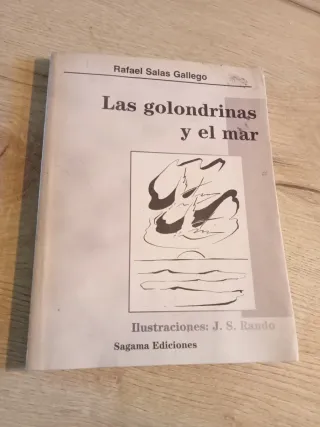 Rafael Salas Gallego
Las golondrinas
y el mar
Ilustraciones: J. S. Rando
Sagama Ediciones